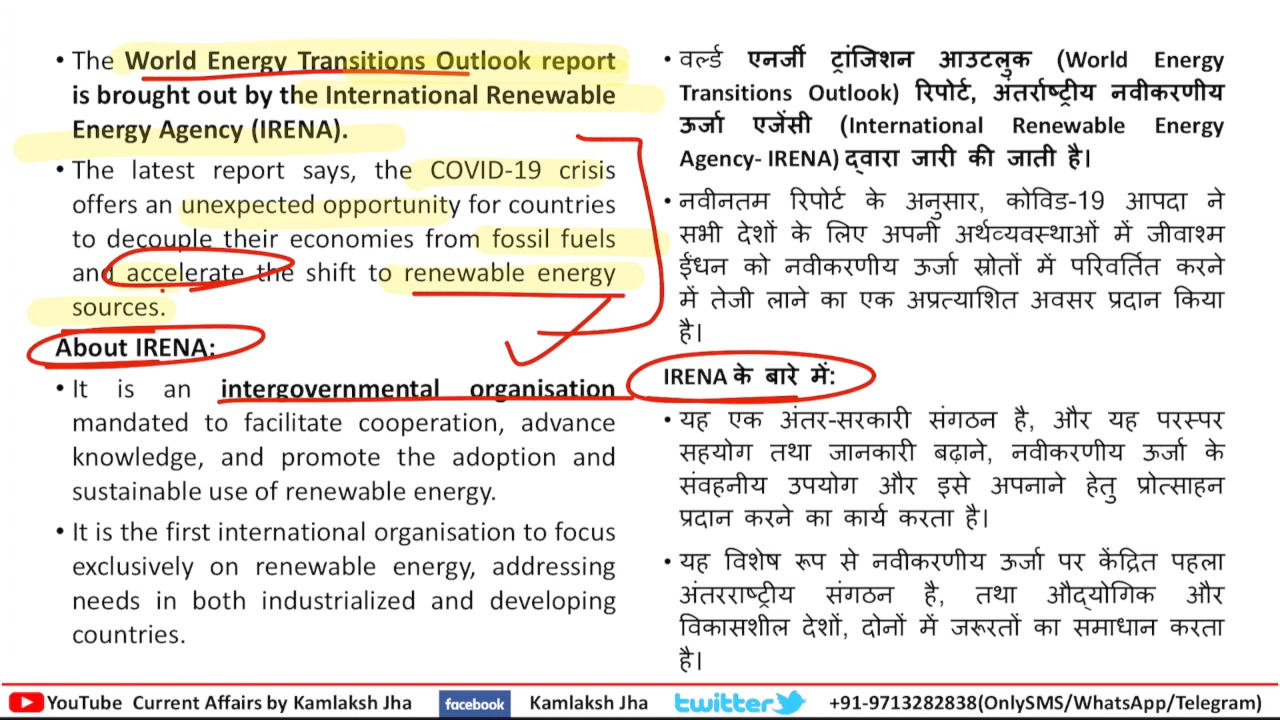 • The World Energy Transitions Outlook report
is brought out by the International Renewable
Energy Agency (IRENA).
• The latest report says, the COVID-19 crisis
offers an unexpected opportunity for countries
to decouple their economies from fossil fuels
and accelerate the shift to renewable energy
sources.
About IRENA:
• It is an intergovernmental organisation
mandated to facilitate cooperation, advance
knowledge, and promote the adoption and
sustainable use of renewable energy.
• It is the first international organisation to focus
exclusively on renewable energy, addressing
needs in both industrialized and developing
countries.
• वर्ल्ड एनर्जी ट्रांजिशन आउटलुक (World Energy
Transitions Outlook) रिपोर्ट, अंतर्राष्ट्रीय नवीकरणीय
ऊर्जा एजेंसी (International Renewable Energy
Agency- IRENA) द्वारा जारी की जाती है।
• नवीनतम रिपोर्ट के अनुसार, कोविड-19 आपदा ने
सभी देशों के लिए अपनी अर्थव्यवस्थाओं में जीवाश्म
ईंधन को नवीकरणीय ऊर्जा स्रोतों में परिवर्तित करने
में तेजी लाने का एक अप्रत्याशित अवसर प्रदान किया
है।
IRENA के बारे में:
• यह एक अंतर-सरकारी संगठन है, और यह परस्पर
सहयोग तथा जानकारी बढ़ाने, नवीकरणीय ऊर्जा के
संवहनीय उपयोग और इसे अपनाने हेतु प्रोत्साहन
प्रदान करने का कार्य करता है।
• यह विशेष रूप से नवीकरणीय ऊर्जा पर केंद्रित पहला
अंतरराष्ट्रीय संगठन है, तथा औद्योगिक और
विकासशील देशों, दोनों में जरूरतों का समाधान करता
है।
YouTube Current Affairs by Kamlaksh Jha facebook Kamlaksh Jha twitter +91-9713282838(OnlySMS/WhatsApp/Telegram)